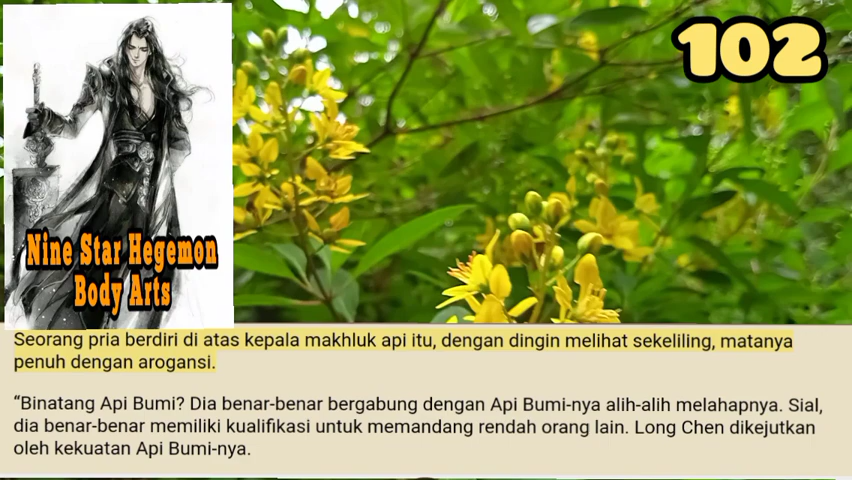 102
Nine Star Hegemon
Body Arts
Seorang pria berdiri di atas kepala makhluk api itu, dengan dingin melihat sekeliling, matanya
penuh dengan arogansi.
“Binatang Api Bumi? Dia benar-benar bergabung dengan Api Bumi-nya alih-alih melahapnya. Sial,
dia benar-benar memiliki kualifikasi untuk memandang rendah orang lain. Long Chen dikejutkan
oleh kekuatan Api Bumi-nya.